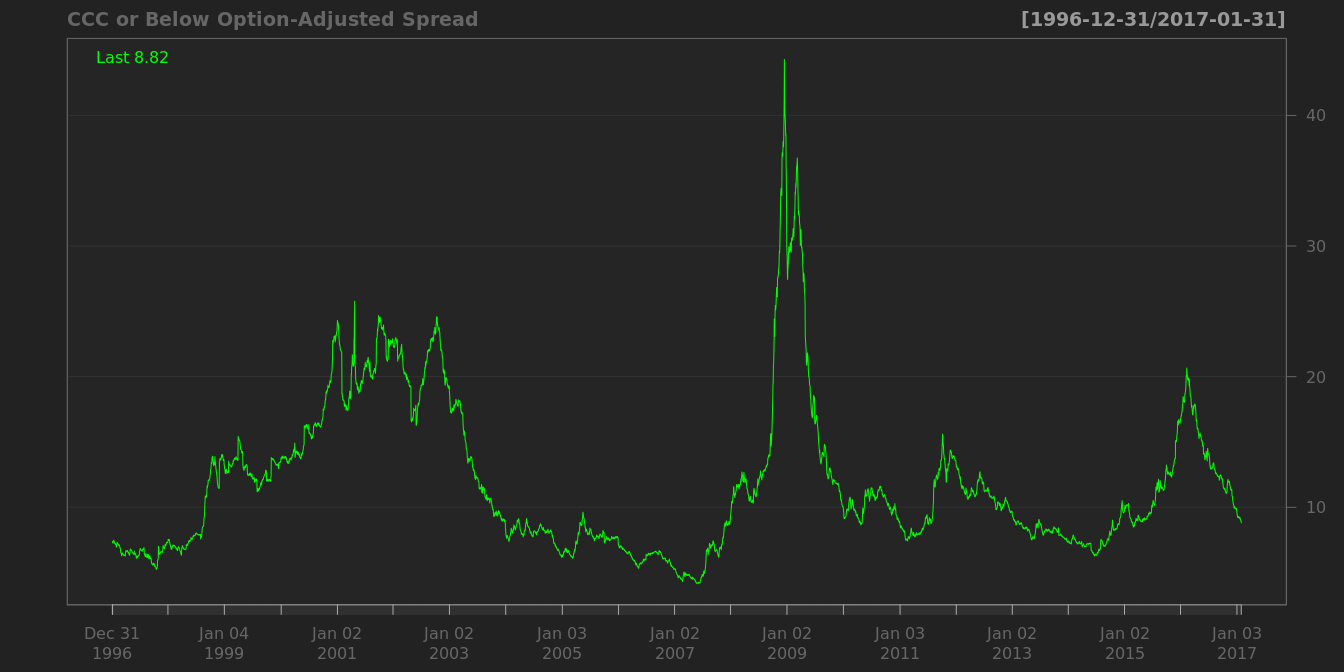 CCC or Below Option-Adjusted Spread
[1996-12-31/2017-01-31]
Last 8.82
40
30
20
10
Dec 31
1996
Jan 04
1999
Jan 02
2001
Jan 02
2003
Jan 03
2005
Jan 02
2007
Jan 02
2009
Jan 03
2011
Jan 02
2013
Jan 02
2015
Jan 03
2017